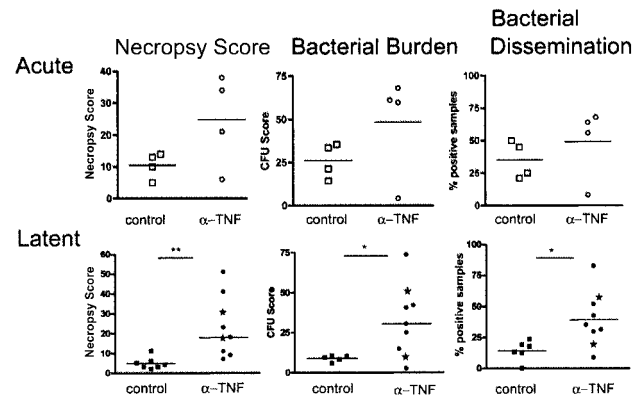 Necropsy Score
Bacterial Burden
Bacterial Dissemination
Acute
Necropsy Score
40
30
20
10
0
control
α-TNF
CFU Score
75
50
25
0
control
α-TNF
% positive samples
100
75
50
25
0
control
α-TNF
Latent
Necropsy Score
60
50
40
30
20
10
0
**
control
α-TNF
CFU Score
75
50
25
0
*
control
α-TNF
% positive samples
100
75
50
25
0
*
control
α-TNF